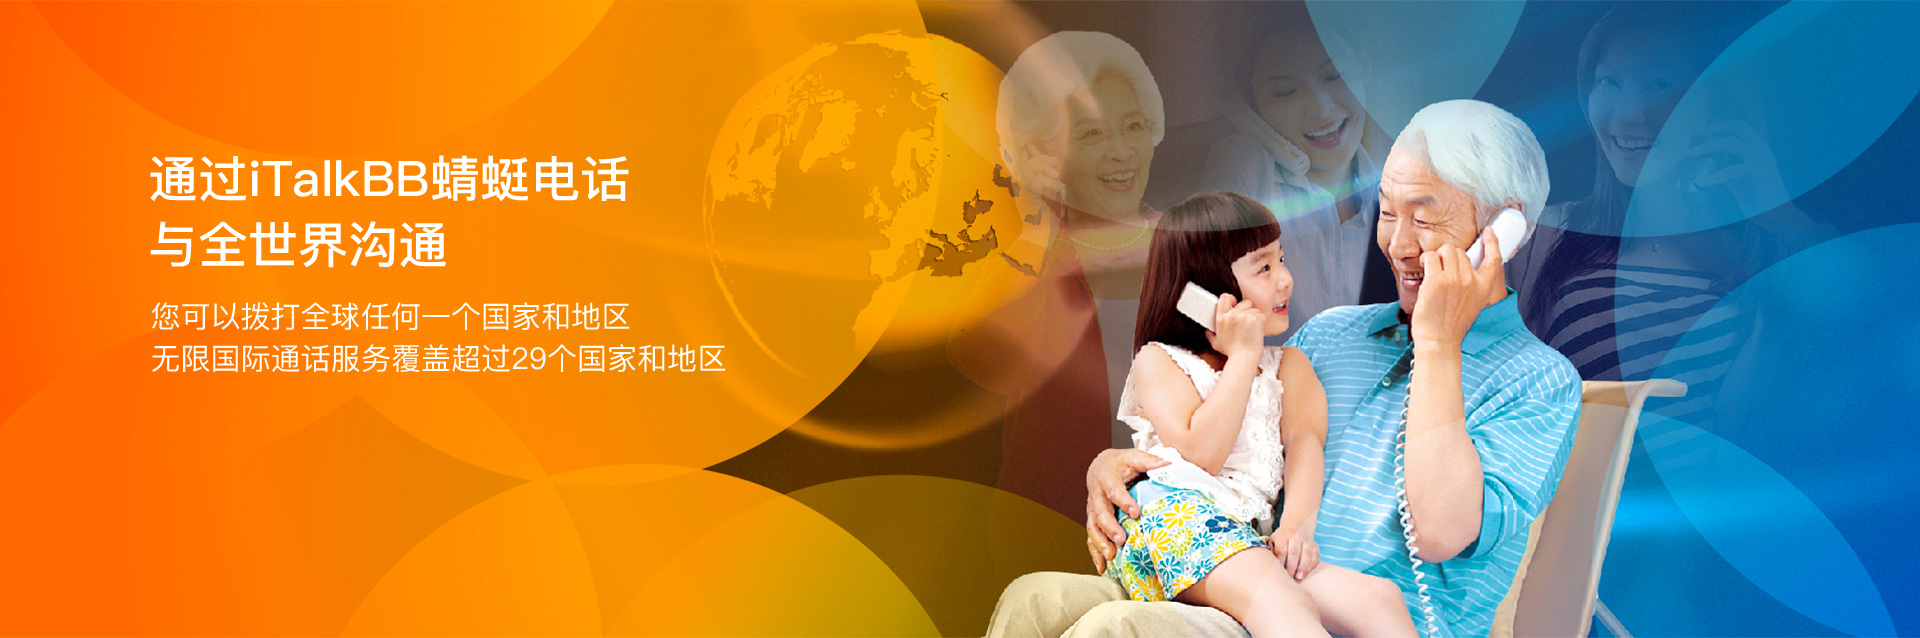 通过iTalkBB蜻蜓电话
与全世界沟通
您可以拨打全球任何一个国家和地区
无限国际通话服务覆盖超过29个国家和地区